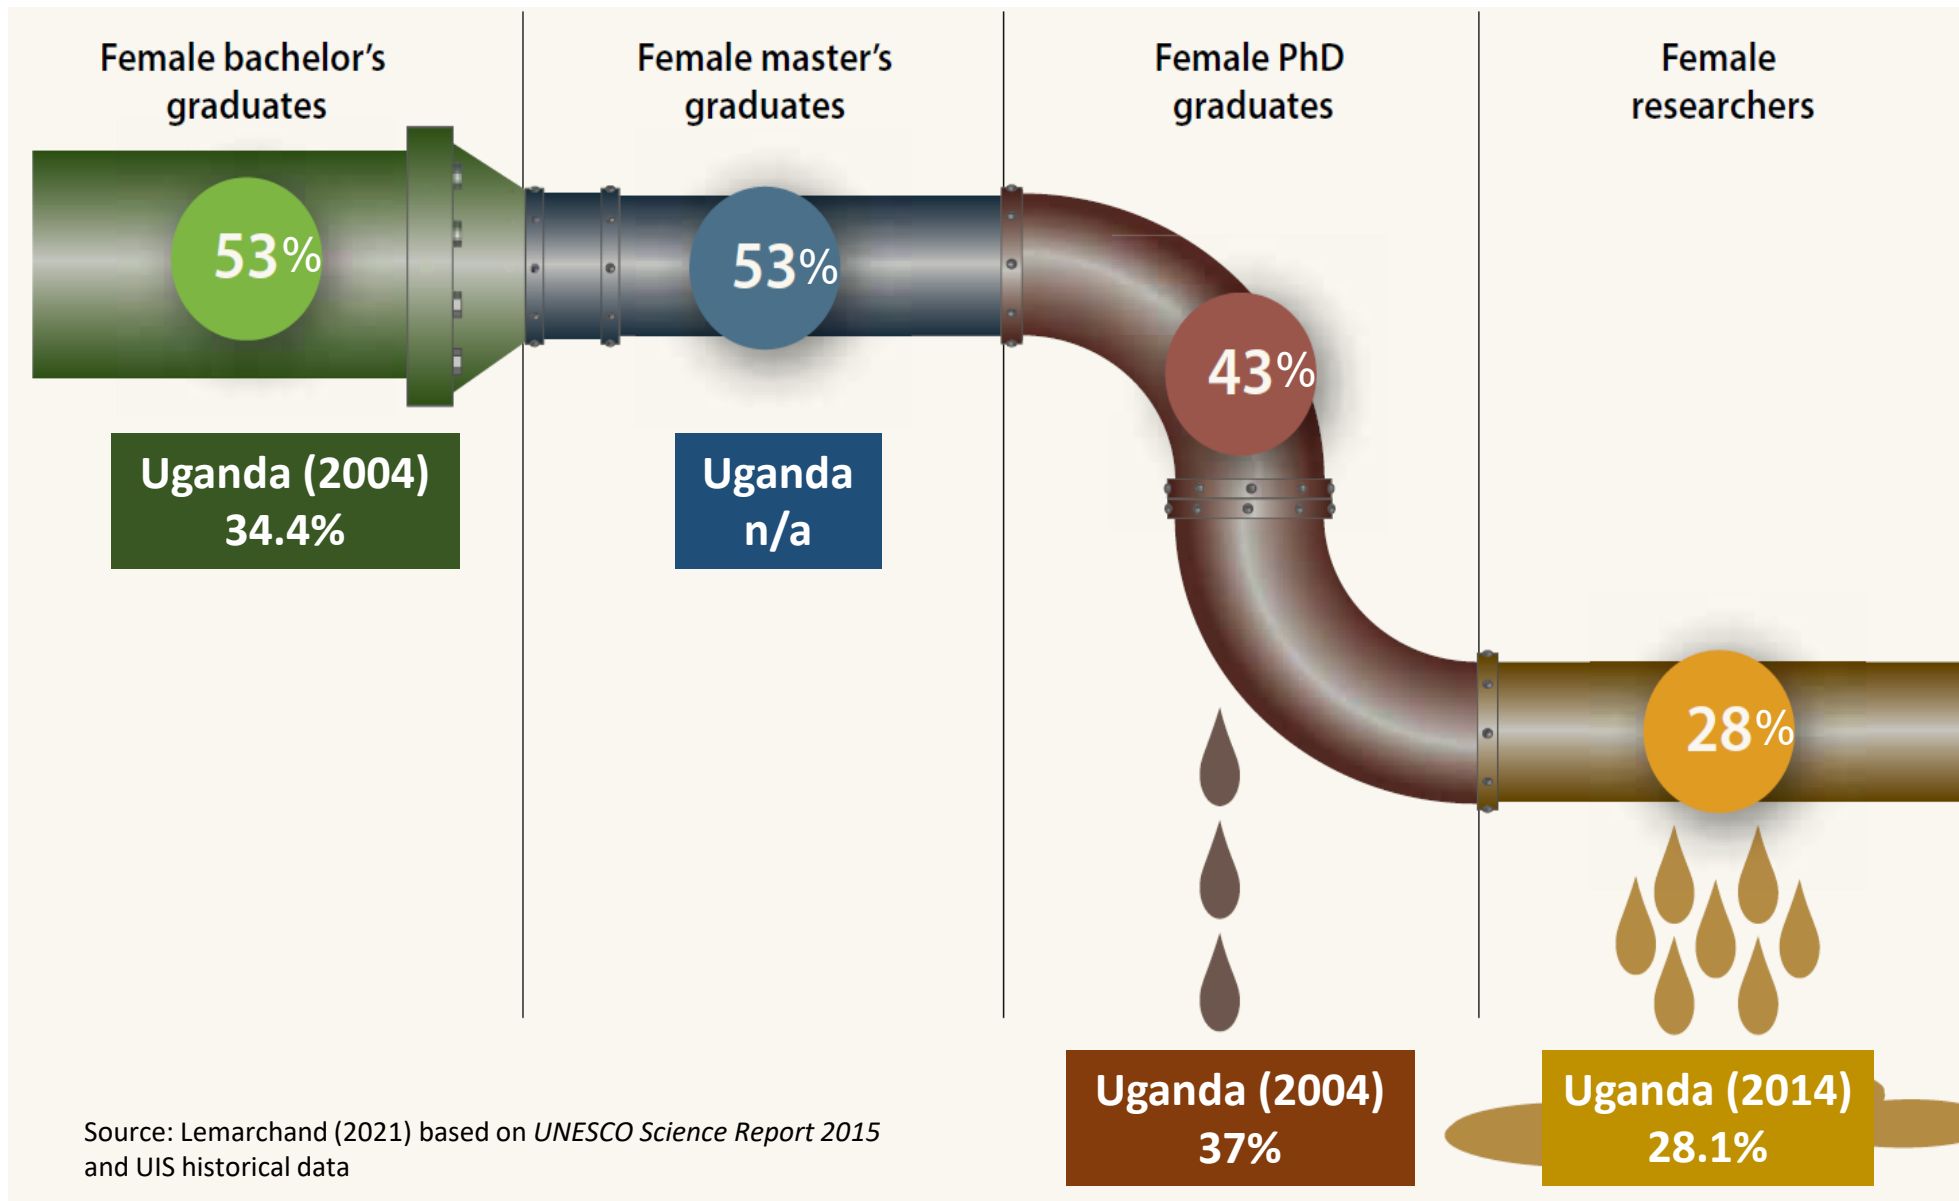 Female bachelor's
graduates
Female master's
graduates
Female PhD
graduates
Female
researchers
53%
53%
43%
28%
Uganda (2004)
34.4%
Uganda
n/a
Uganda (2004)
37%
Uganda (2014)
28.1%
Source: Lemarchand (2021) based on UNESCO Science Report 2015
and UIS historical data